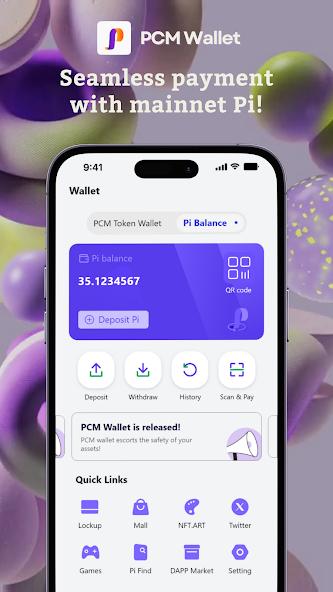 PCM Wallet
Seamless payment
with mainnet Pi!
9:41
Wallet
PCM Token Wallet
Pi Balance
Pi balance
35.1234567
QR code
Deposit Pi
Deposit
Withdraw
History
Scan & Pay
PCM Wallet is released!
PCM wallet escorts the safety of your
assets!
Quick Links
Lockup
Mall
NFT.ART
Twitter
Games
Pi Find
DAPP Market
Setting